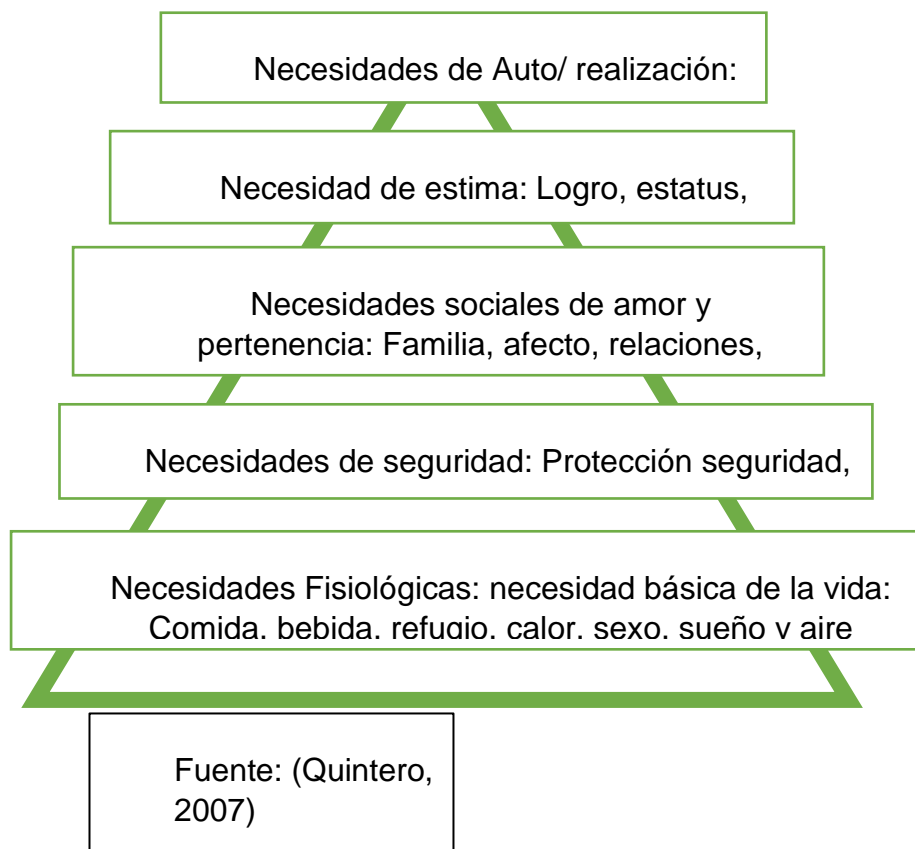 Necesidades de Auto/ realización:
Necesidad de estima: Logro, estatus,
Necesidades sociales de amor y
pertenencia: Familia, afecto, relaciones,
Necesidades de seguridad: Protección seguridad,
Necesidades Fisiológicas: necesidad básica de la vida:
Comida, bebida, refugio, calor, sexo, sueño y aire
Fuente: (Quintero,
2007)